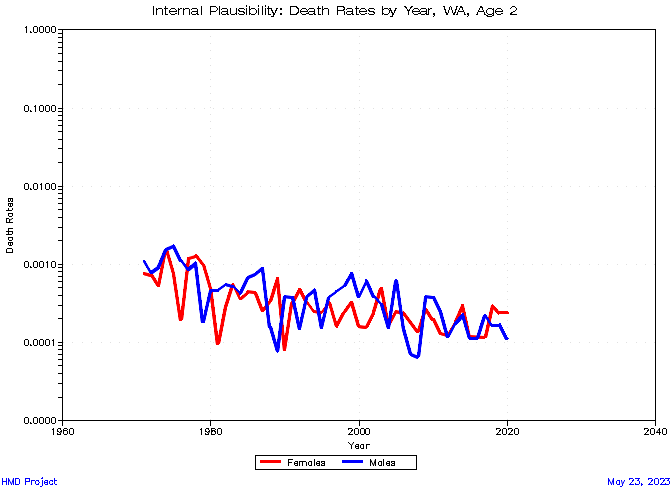 Internal Plausibility: Death Rates by Year, WA, Age 2
1.0000
0.1000
0.0100
0.0010
0.0001
0.0000
Death Rates
1960 1980 2000 2020 2040
Year
Females Males
HMD Project
May 23, 2023